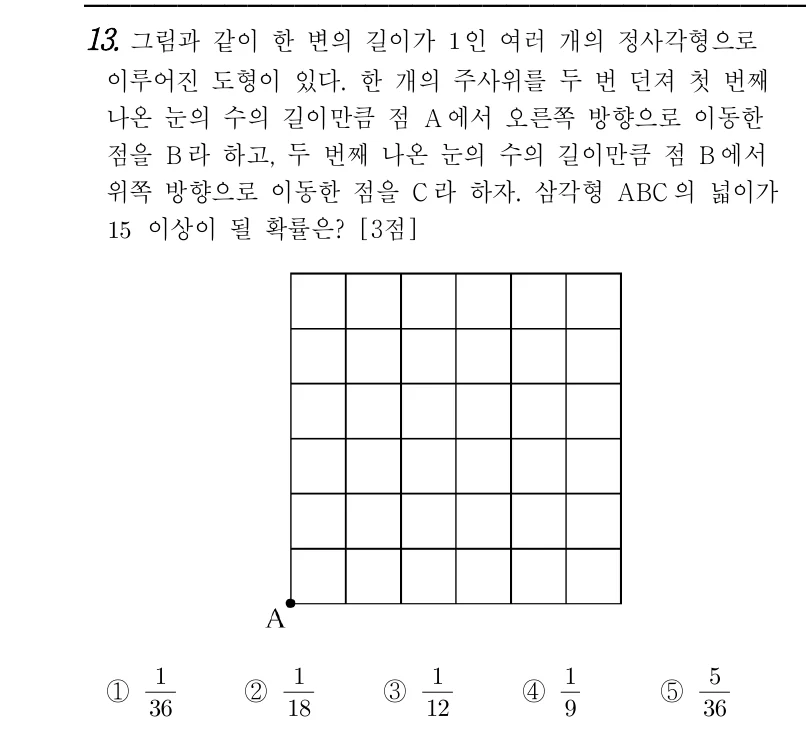 13. 그림과 같이 한 변의 길이가 1인 여러 개의 정사각형으로
이루어진 도형이 있다. 한 개의 주사위를 두 번 던져 첫 번째
나온 눈의 수의 길이만큼 점 A에서 오른쪽 방향으로 이동한
점을 B라 하고, 두 번째 나온 눈의 수의 길이만큼 점 B에서
위쪽 방향으로 이동한 점을 C라 하자. 삼각형 ABC의 넓이가
15 이상이 될 확률은? [3점]
A
① 1/36 ② 1/18 ③ 1/12 ④ 1/9 ⑤ 5/36